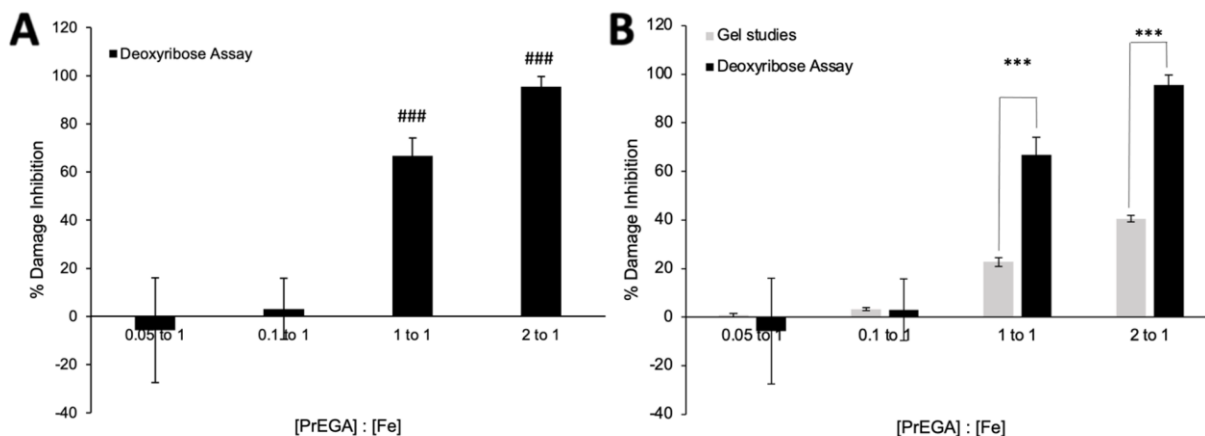 A
Deoxyribose Assay
120
100
80
60
40
20
0
-20
-40
% Damage Inhibition
###
###
0.05 to 1
0.1 to 1
1 to 1
2 to 1
[PrEGA] : [Fe]
B
Gel studies
Deoxyribose Assay
120
100
80
60
40
20
0
-20
-40
% Damage Inhibition
***
***
0.05 to 1
0.1 to 1
1 to 1
2 to 1
[PrEGA] : [Fe]